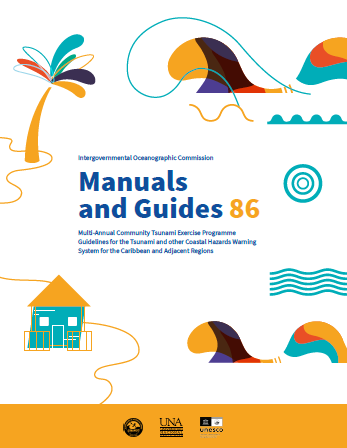 Intergovernmental Oceanographic Commission
Manuals
and Guides 86
Multi-Annual Community Tsunami Exercise Programme
Guidelines for the Tsunami and other Coastal Hazards Warning
System for the Caribbean and Adjacent Regions
UNA
unesco